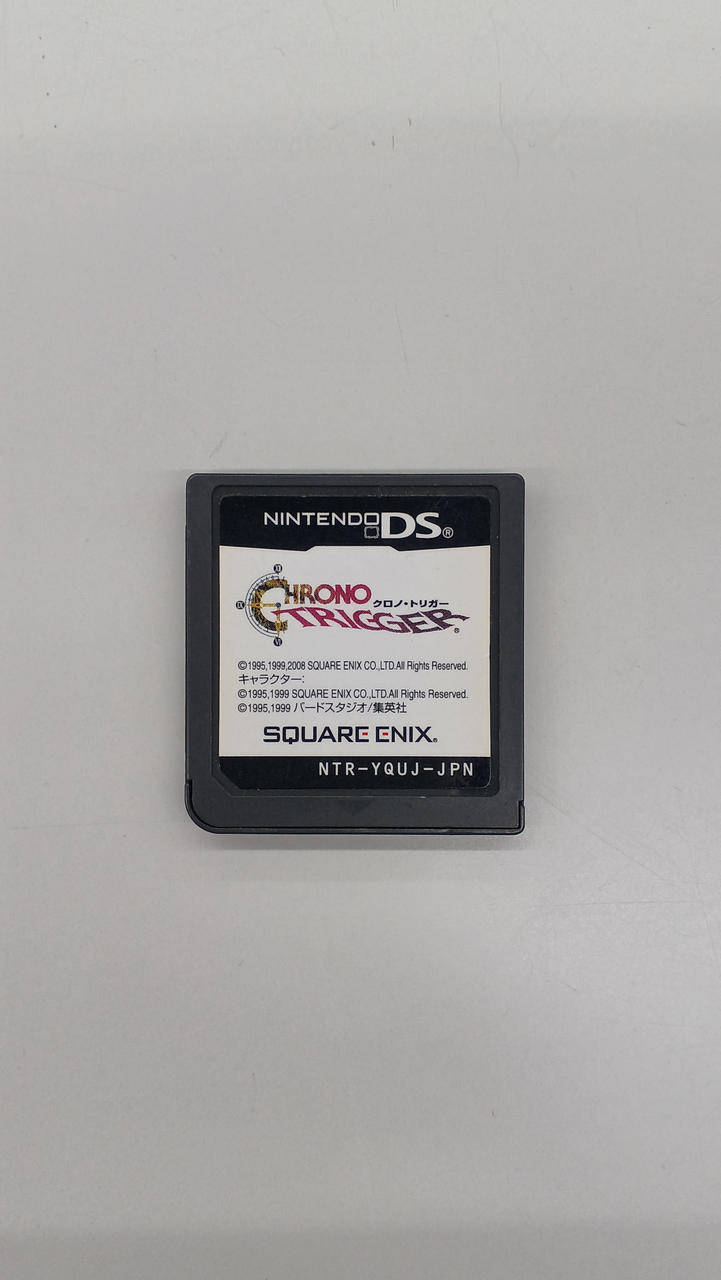 NINTENDO DS®
CHRONO
クロノ・トリガー
TRIGGER®
©1995,1999,2008 SQUARE ENIX CO.,LTD.All Rights Reserved.
キャラクター:
©1995,1999 SQUARE ENIX CO.,LTD.All Rights Reserved.
©1995,1999 バードスタジオ/集英社
SQUARE ENIX®
NTR-YQUJ-JPN